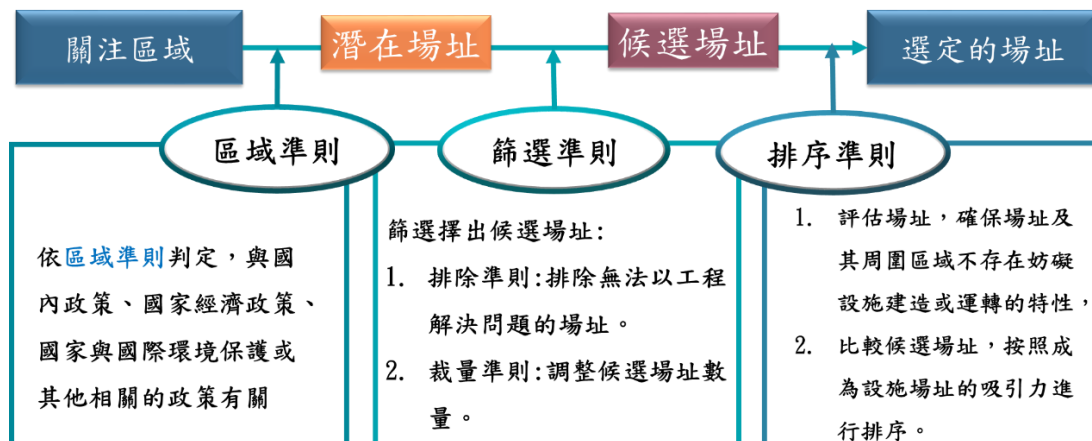 關注區域
潛在場址
候選場址
選定的場址
區域準則
篩選準則
排序準則
依區域準則判定，與國
內政策、國家經濟政策、
國家與國際環境保護或
其他相關的政策有關
篩選擇出候選場址:
1. 排除準則:排除無法以工程
解決問題的場址。
2. 裁量準則:調整候選場址數
量。
1. 評估場址，確保場址及
其周圍區域不存在妨礙
設施建造或運轉的特性，
2. 比較候選場址，按照成
為設施場址的吸引力進
行排序。